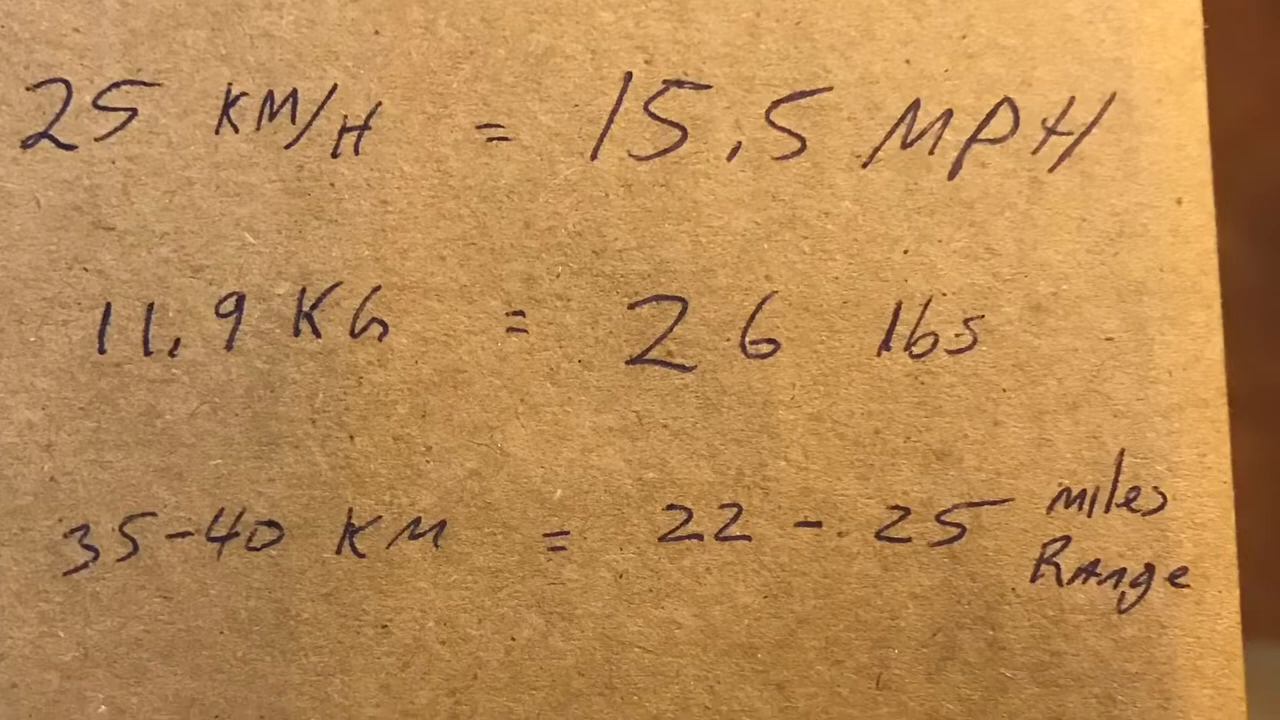 25 KM/H = 15.5 MPH
11.9 KG = 26 lbs
35-40 KM = 22 - 25 miles Range